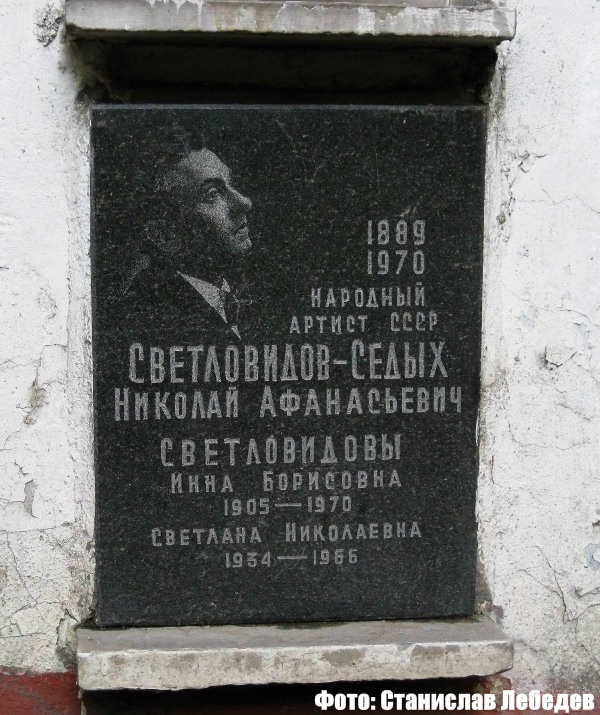 1889
1970
НАРОДНЫЙ
АРТИСТ СССР
СВЕТЛОВИДОВ-СЕДЫХ
НИКОЛАЙ АФАНАСЬЕВИЧ
СВЕТЛОВИДОВЫ
ИННА БОРИСОВНА
1905 — 1970
СВЕТЛАНА НИКОЛАЕВНА
1934 — 1966
Фото: Станислав Лебедев